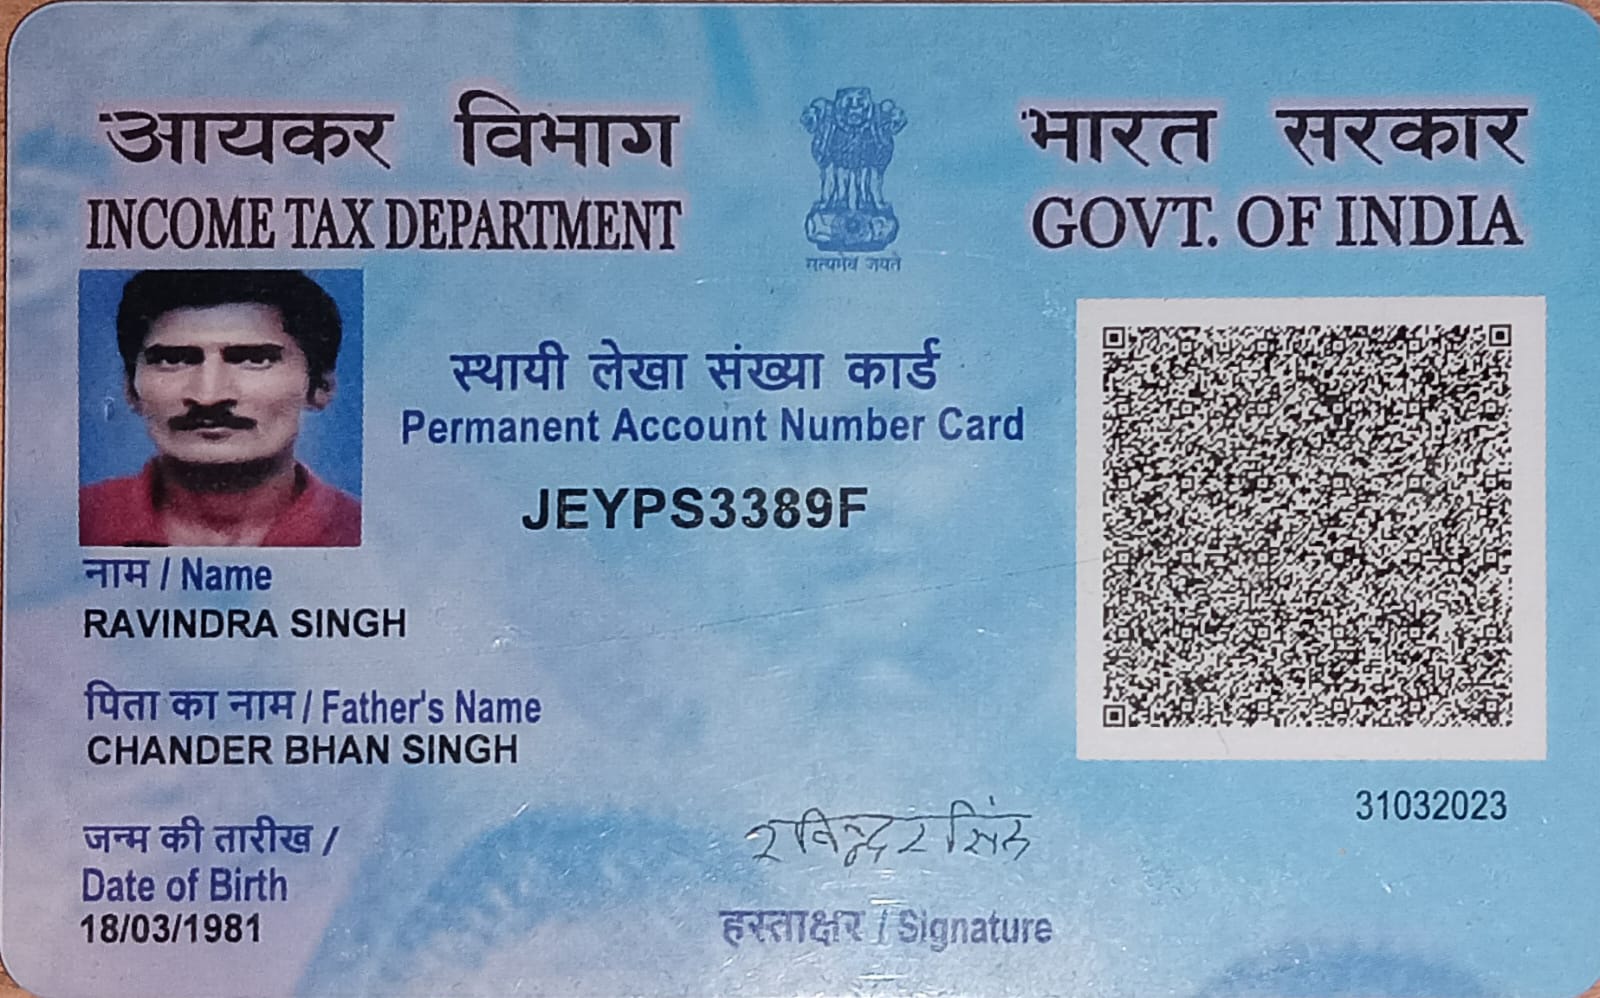 आयकर विभाग
INCOME TAX DEPARTMENT
सत्यमेव जयते
भारत सरकार
GOVT. OF INDIA
स्थायी लेखा संख्या कार्ड
Permanent Account Number Card
JEYPS3389F
नाम / Name
RAVINDRA SINGH
पिता का नाम / Father's Name
CHANDER BHAN SINGH
जन्म की तारीख /
Date of Birth
18/03/1981
31032023
रविन्द्र सिंह
हस्ताक्षर / Signature